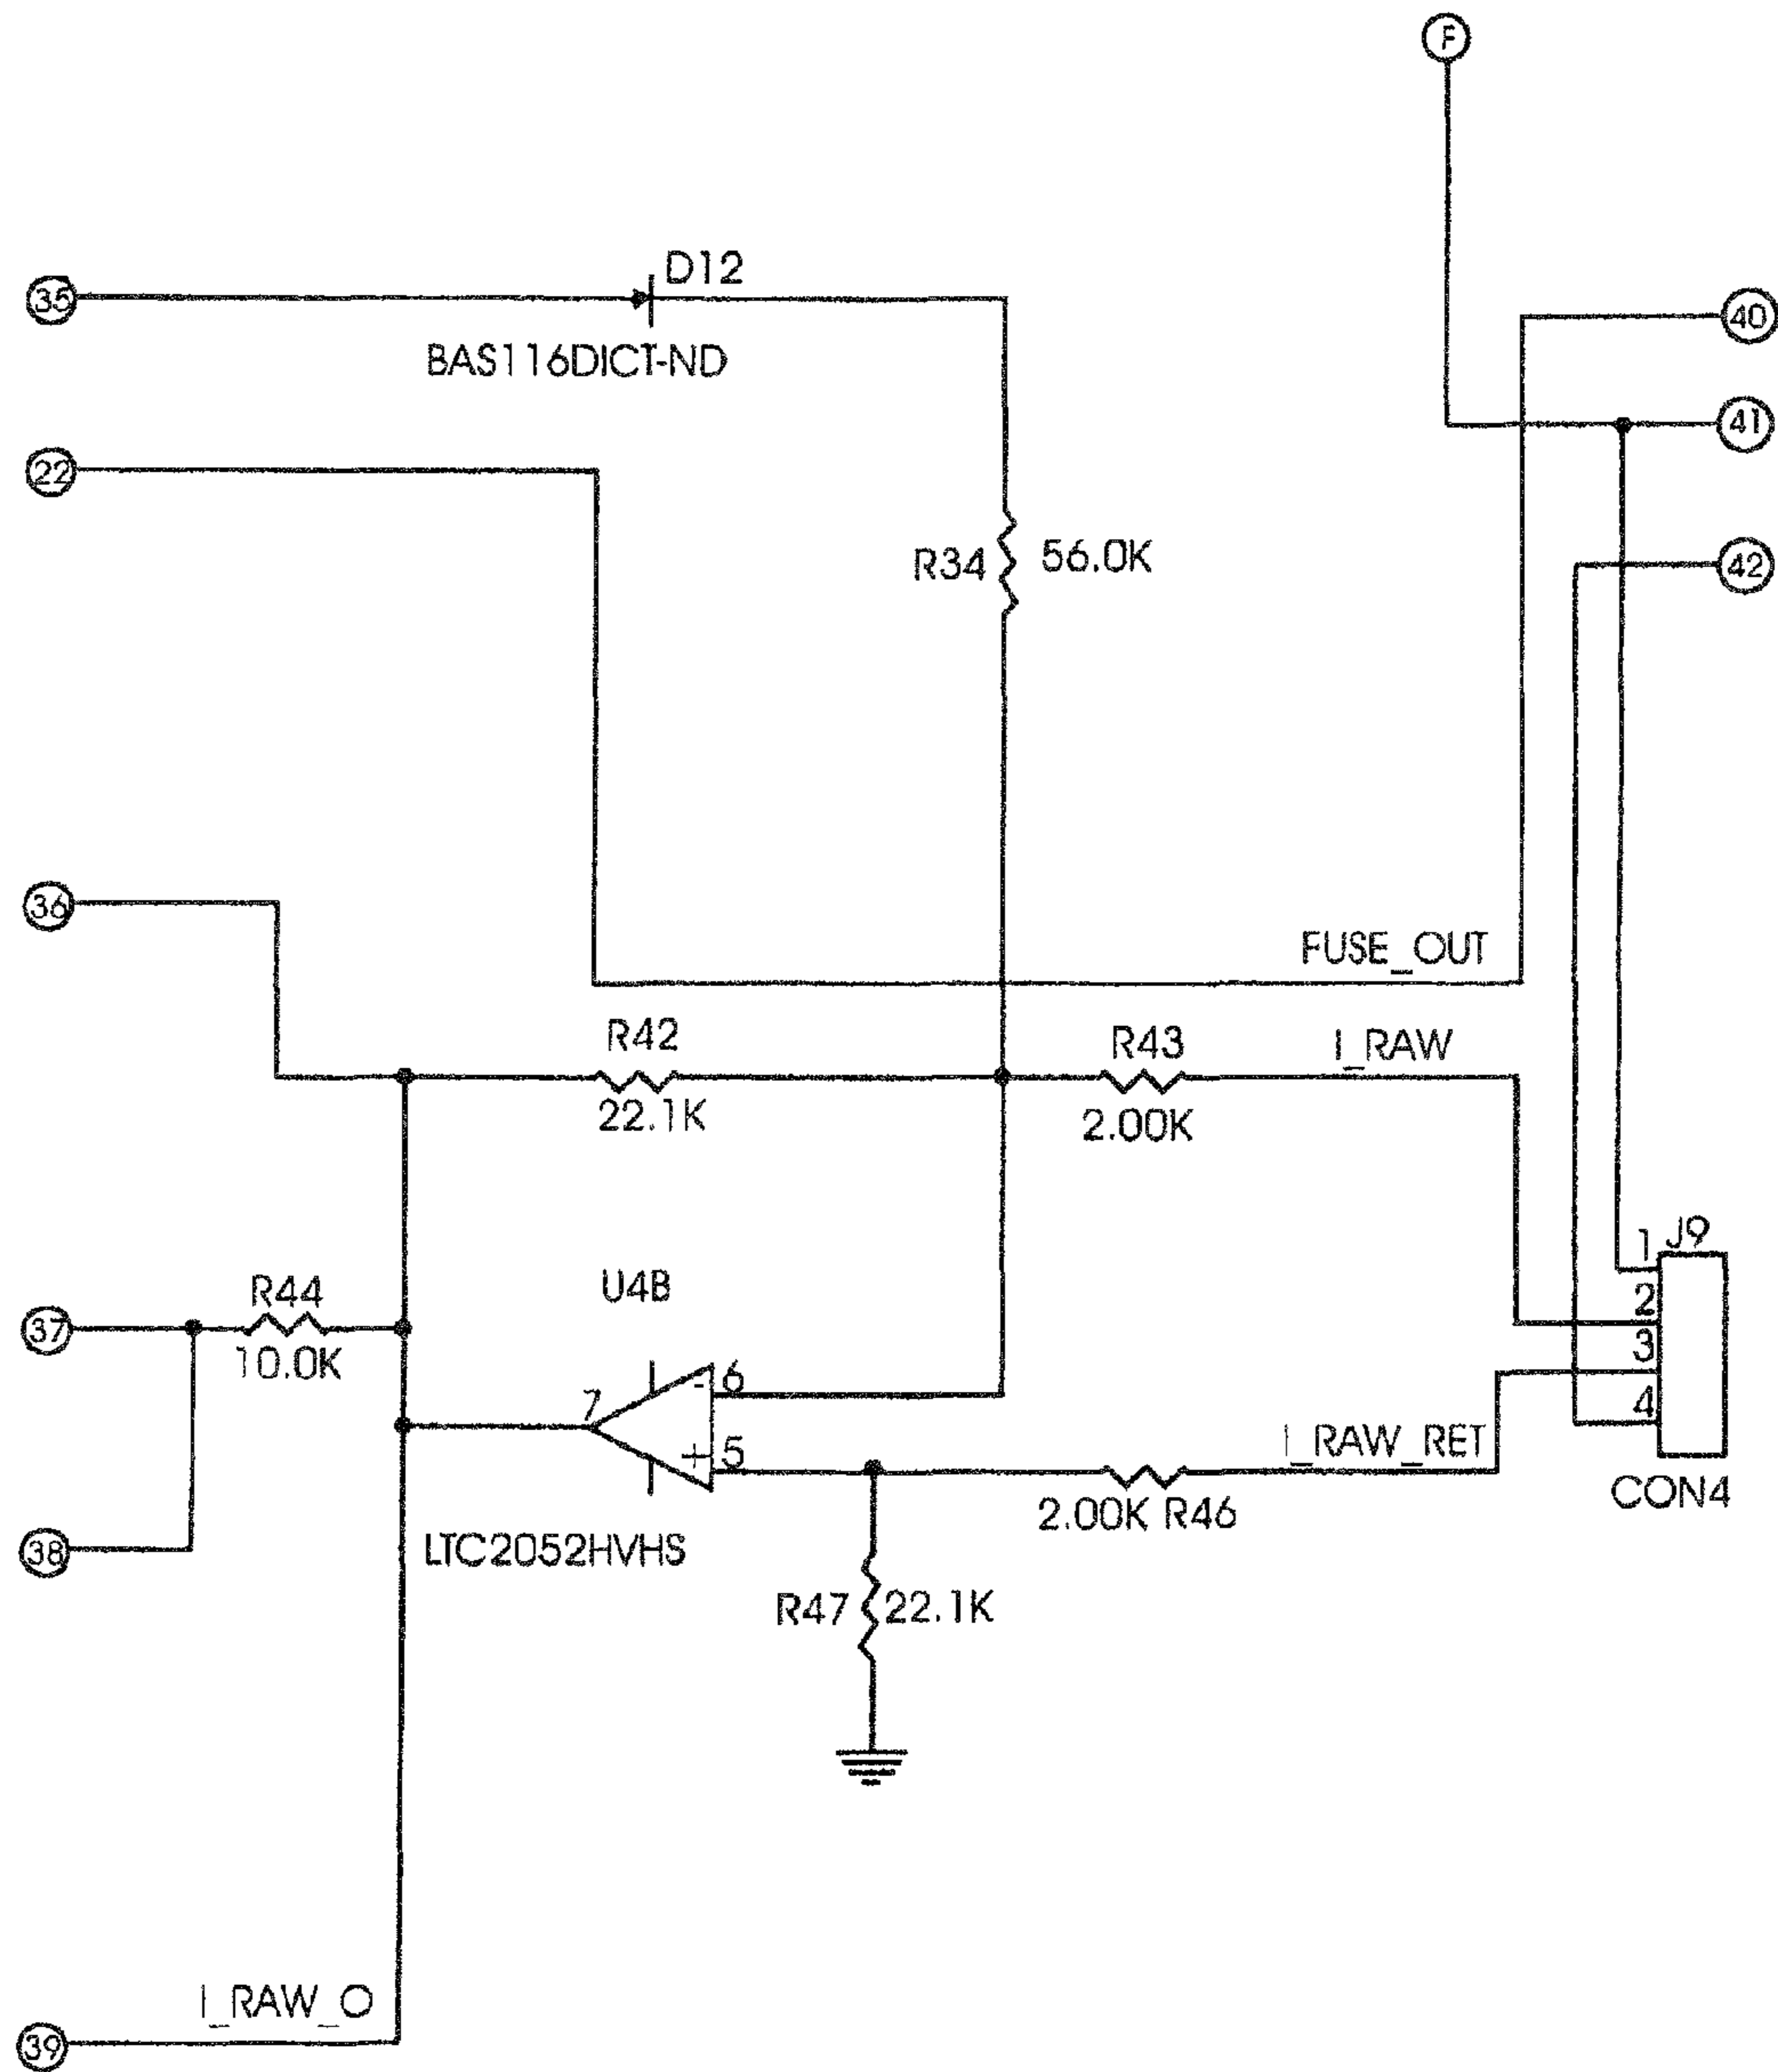 F
35
D12
BAS116DICT-ND
40
41
22
R34
56.0K
42
36
FUSE_OUT
R42
22.1K
R43
2.00K
I_RAW
J9
1
2
3
4
CON4
U4B
R44
10.0K
37
38
7
-
6
+
5
LTC2052HVHS
I_RAW_RET
2.00K R46
R47
22.1K
I_RAW_O
39